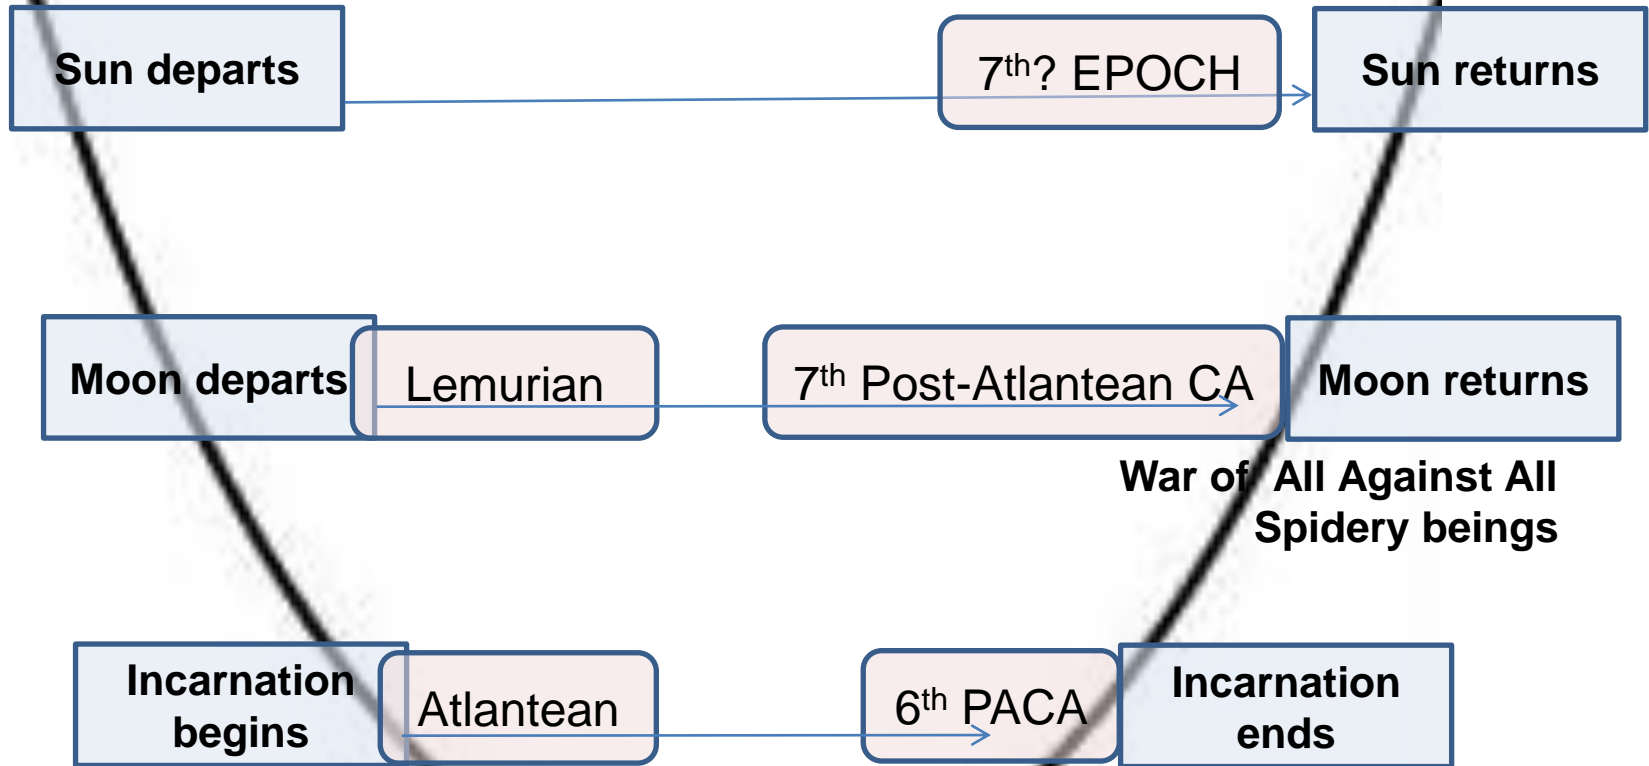 Sun departs
7th? EPOCH
Sun returns
Moon departs
Lemurian
7th Post-Atlantean CA
Moon returns
War of All Against All
Spidery beings
Incarnation
begins
Atlantean
6th PACA
Incarnation
ends